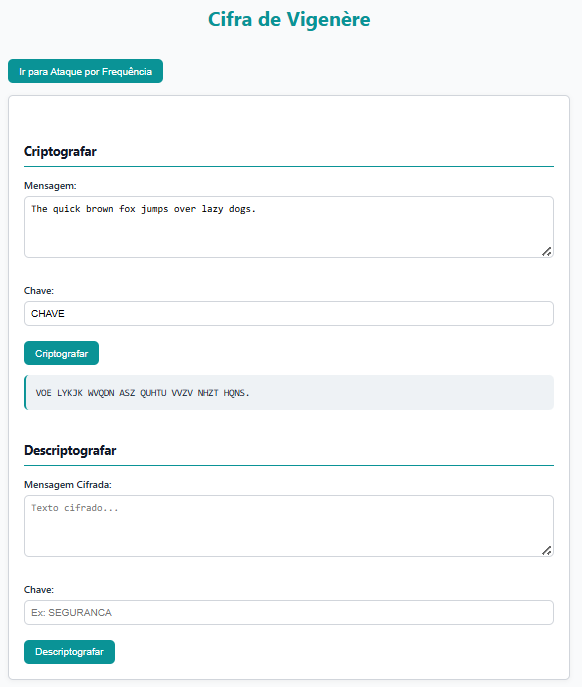 Cifra de Vigenère
Ir para Ataque por Frequência
Criptografar
Mensagem:
The quick brown fox jumps over lazy dogs.
Chave:
CHAVE
Criptografar
VOE LYKJK WVQDN ASZ QUHTU VVZV NHZT HQNS.
Descriptografar
Mensagem Cifrada:
Texto cifrado...
Chave:
Ex: SEGURANCA
Descriptografar